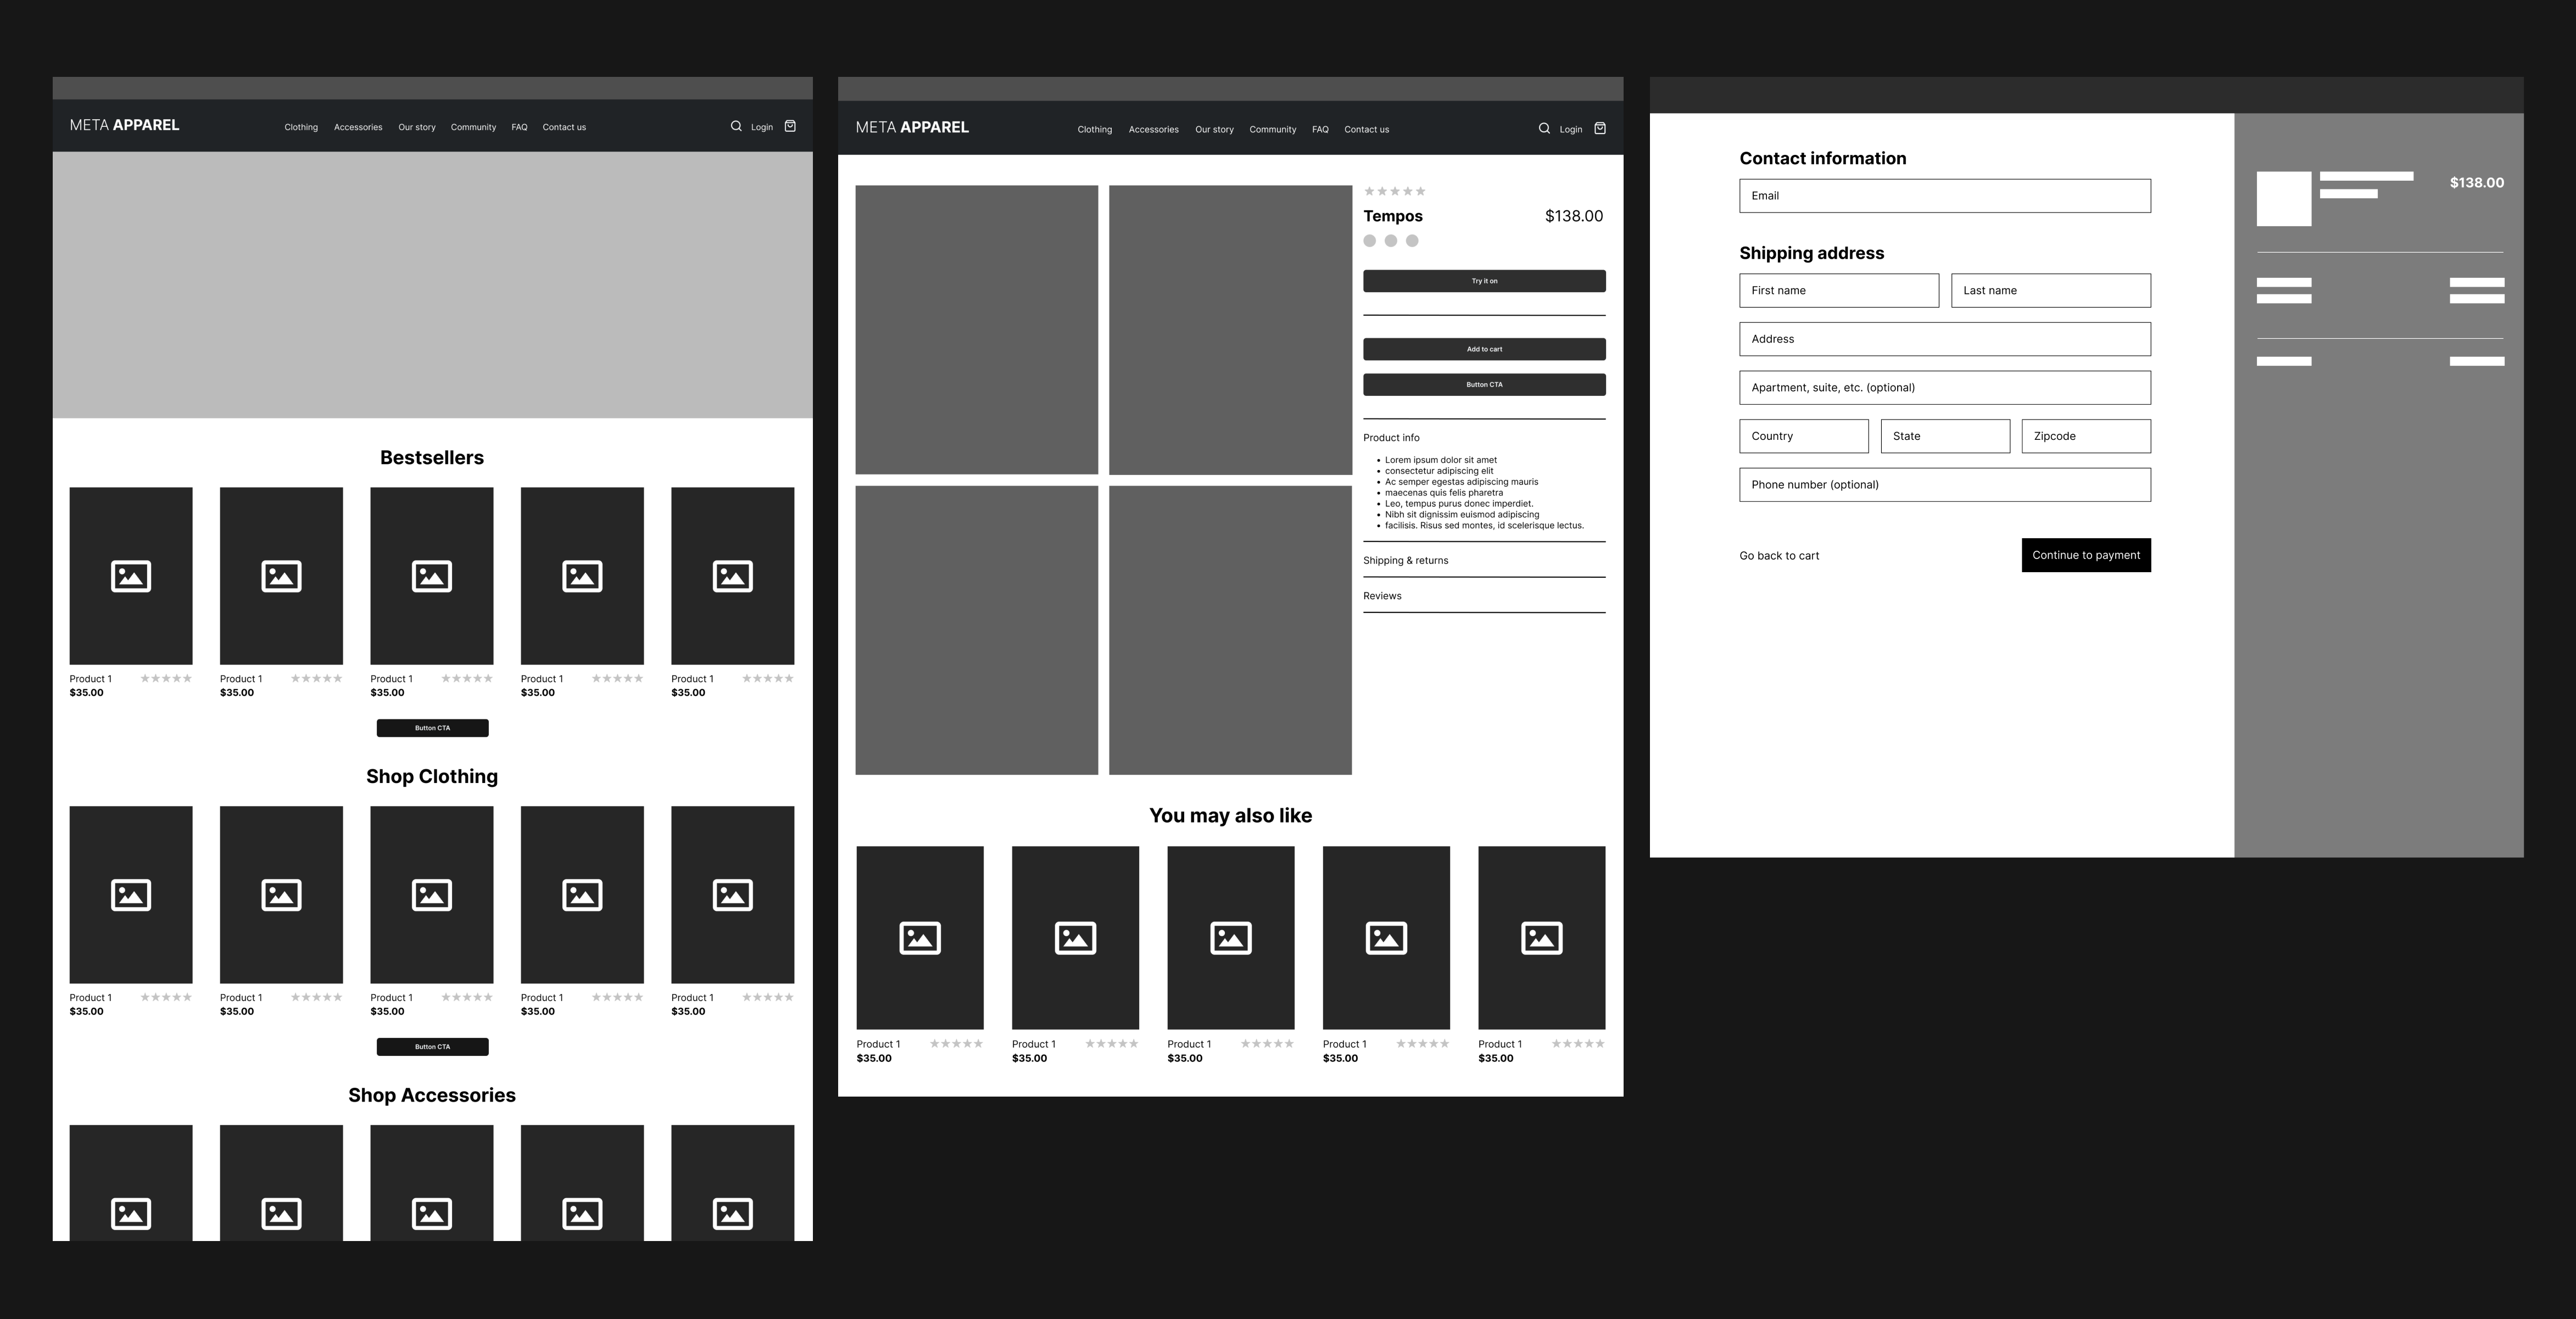 META APPAREL
Clothing Accessories Our story Community FAQ Contact us
Login
Bestsellers
Product 1
$35.00
Product 1
$35.00
Product 1
$35.00
Product 1
$35.00
Product 1
$35.00
Button CTA
Shop Clothing
Product 1
$35.00
Product 1
$35.00
Product 1
$35.00
Product 1
$35.00
Product 1
$35.00
Button CTA
Shop Accessories
META APPAREL
Clothing Accessories Our story Community FAQ Contact us
Login
Tempos $138.00
Try it on
Add to cart
Button CTA
Product info
• Lorem ipsum dolor sit amet
• consectetur adipiscing elit
• Ac semper egestas adipiscing mauris
• maecenas quis felis pharetra
• Leo, tempus purus donec imperdiet.
• Nibh sit dignissim euismod adipiscing
• facilisis. Risus sed montes, id scelerisque lectus.
Shipping & returns
Reviews
You may also like
Product 1
$35.00
Product 1
$35.00
Product 1
$35.00
Product 1
$35.00
Product 1
$35.00
Contact information
Email
Shipping address
First name Last name
Address
Apartment, suite, etc. (optional)
Country State Zipcode
Phone number (optional)
Go back to cart Continue to payment
$138.00